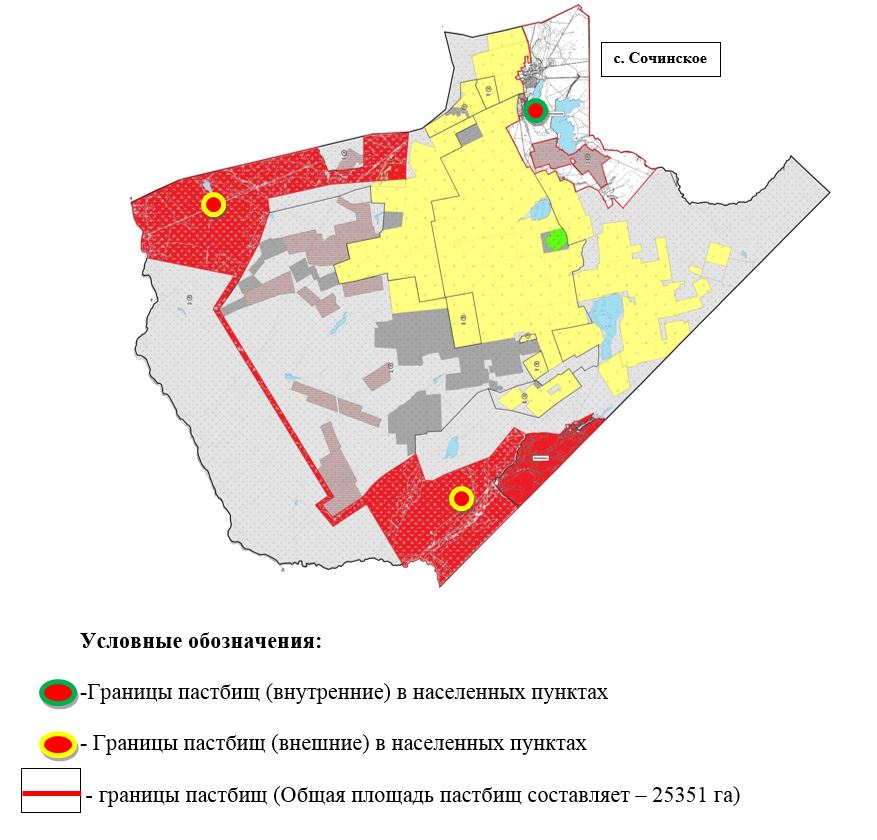 с. Сочинское
Условные обозначения:
-Границы пастбищ (внутренние) в населенных пунктах
- Границы пастбищ (внешние) в населенных пунктах
- границы пастбищ (Общая площадь пастбищ составляет – 25351 га)